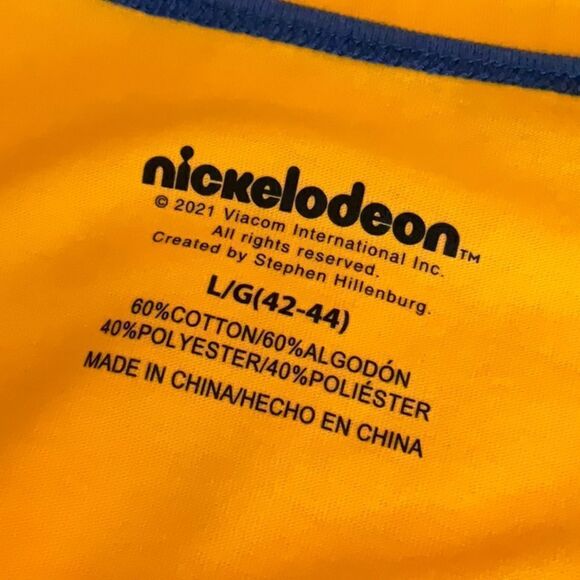 nickelodeon™
© 2021 Viacom International Inc.
All rights reserved.
Created by Stephen Hillenburg.
L/G(42-44)
60%COTTON/60%ALGODÓN
40%POLYESTER/40%POLIÉSTER
MADE IN CHINA/HECHO EN CHINA